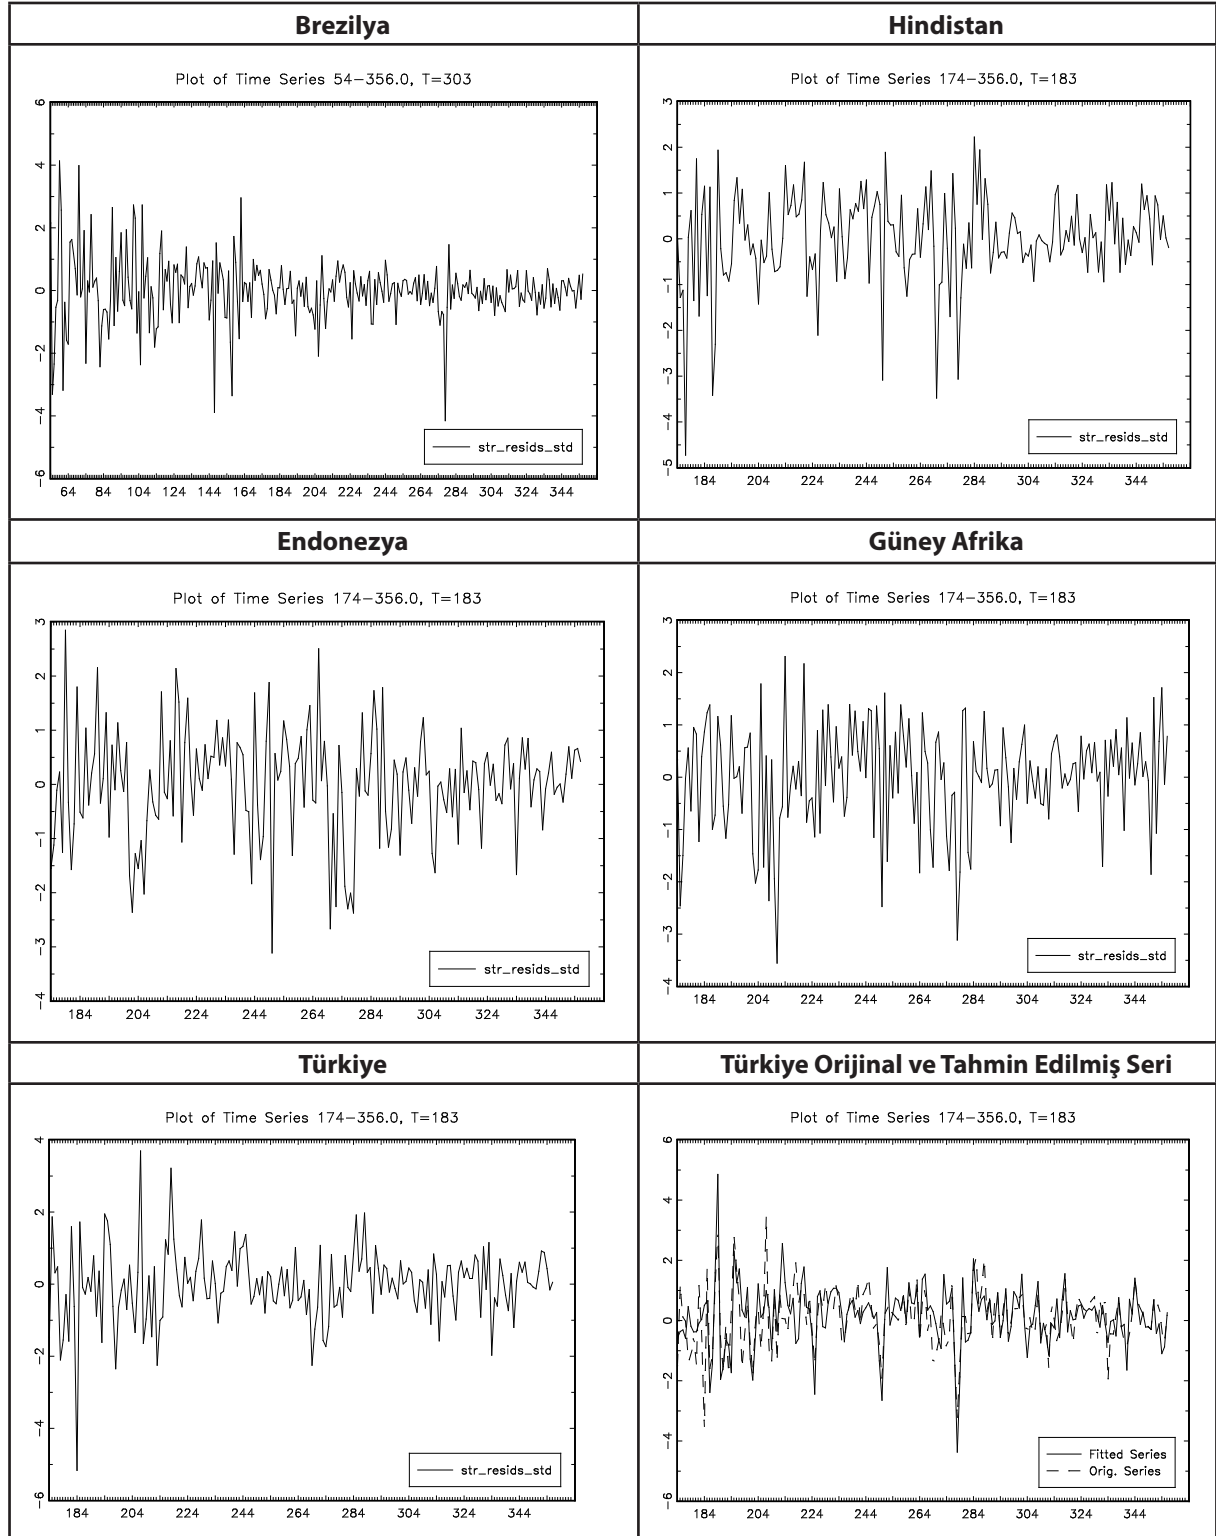 Brezilya
Hindistan
Plot of Time Series 54−356.0, T=303
6
4
2
0
−2
−4
−6
str_resids_std
64 84 104 124 144 164 184 204 224 244 264 284 304 324 344
Plot of Time Series 174−356.0, T=183
3
2
1
0
−1
−2
−3
−4
−5
str_resids_std
184 204 224 244 264 284 304 324 344
Endonezya
Güney Afrika
Plot of Time Series 174−356.0, T=183
3
2
1
0
−1
−2
−3
−4
str_resids_std
184 204 224 244 264 284 304 324 344
Plot of Time Series 174−356.0, T=183
3
2
1
0
−1
−2
−3
−4
str_resids_std
184 204 224 244 264 284 304 324 344
Türkiye
Türkiye Orijinal ve Tahmin Edilmiş Seri
Plot of Time Series 174−356.0, T=183
4
2
0
−2
−4
−6
str_resids_std
184 204 224 244 264 284 304 324 344
Plot of Time Series 174−356.0, T=183
6
4
2
0
−2
−4
−6
Fitted Series
Orig. Series
184 204 224 244 264 284 304 324 344